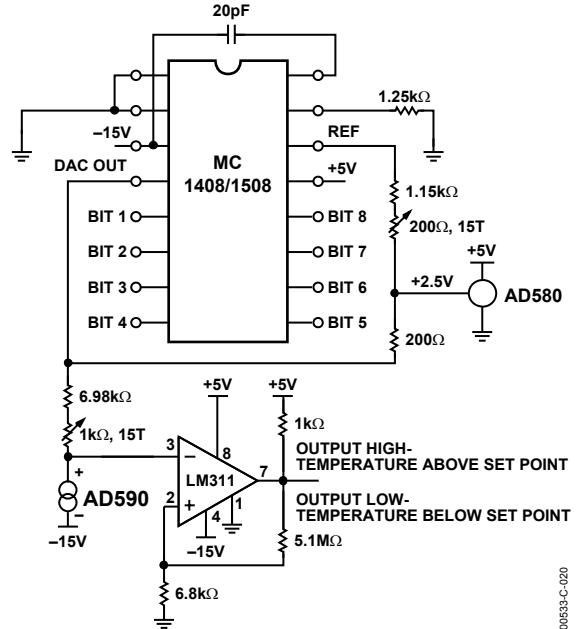 20pF
1.25kΩ
–15V
REF
DAC OUT
MC
1408/1508
+5V
1.15kΩ
200Ω, 15T
BIT 1
BIT 8
BIT 2
BIT 7
+5V
+2.5V
AD580
BIT 3
BIT 6
BIT 4
BIT 5
200Ω
6.98kΩ
+5V
+5V
1kΩ, 15T
1kΩ
3
–
8
OUTPUT HIGH-
TEMPERATURE ABOVE SET POINT
LM311
7
+
AD590
–
–15V
2
+
4
1
–15V
OUTPUT LOW-
TEMPERATURE BELOW SET POINT
5.1MΩ
6.8kΩ
00533-C-020